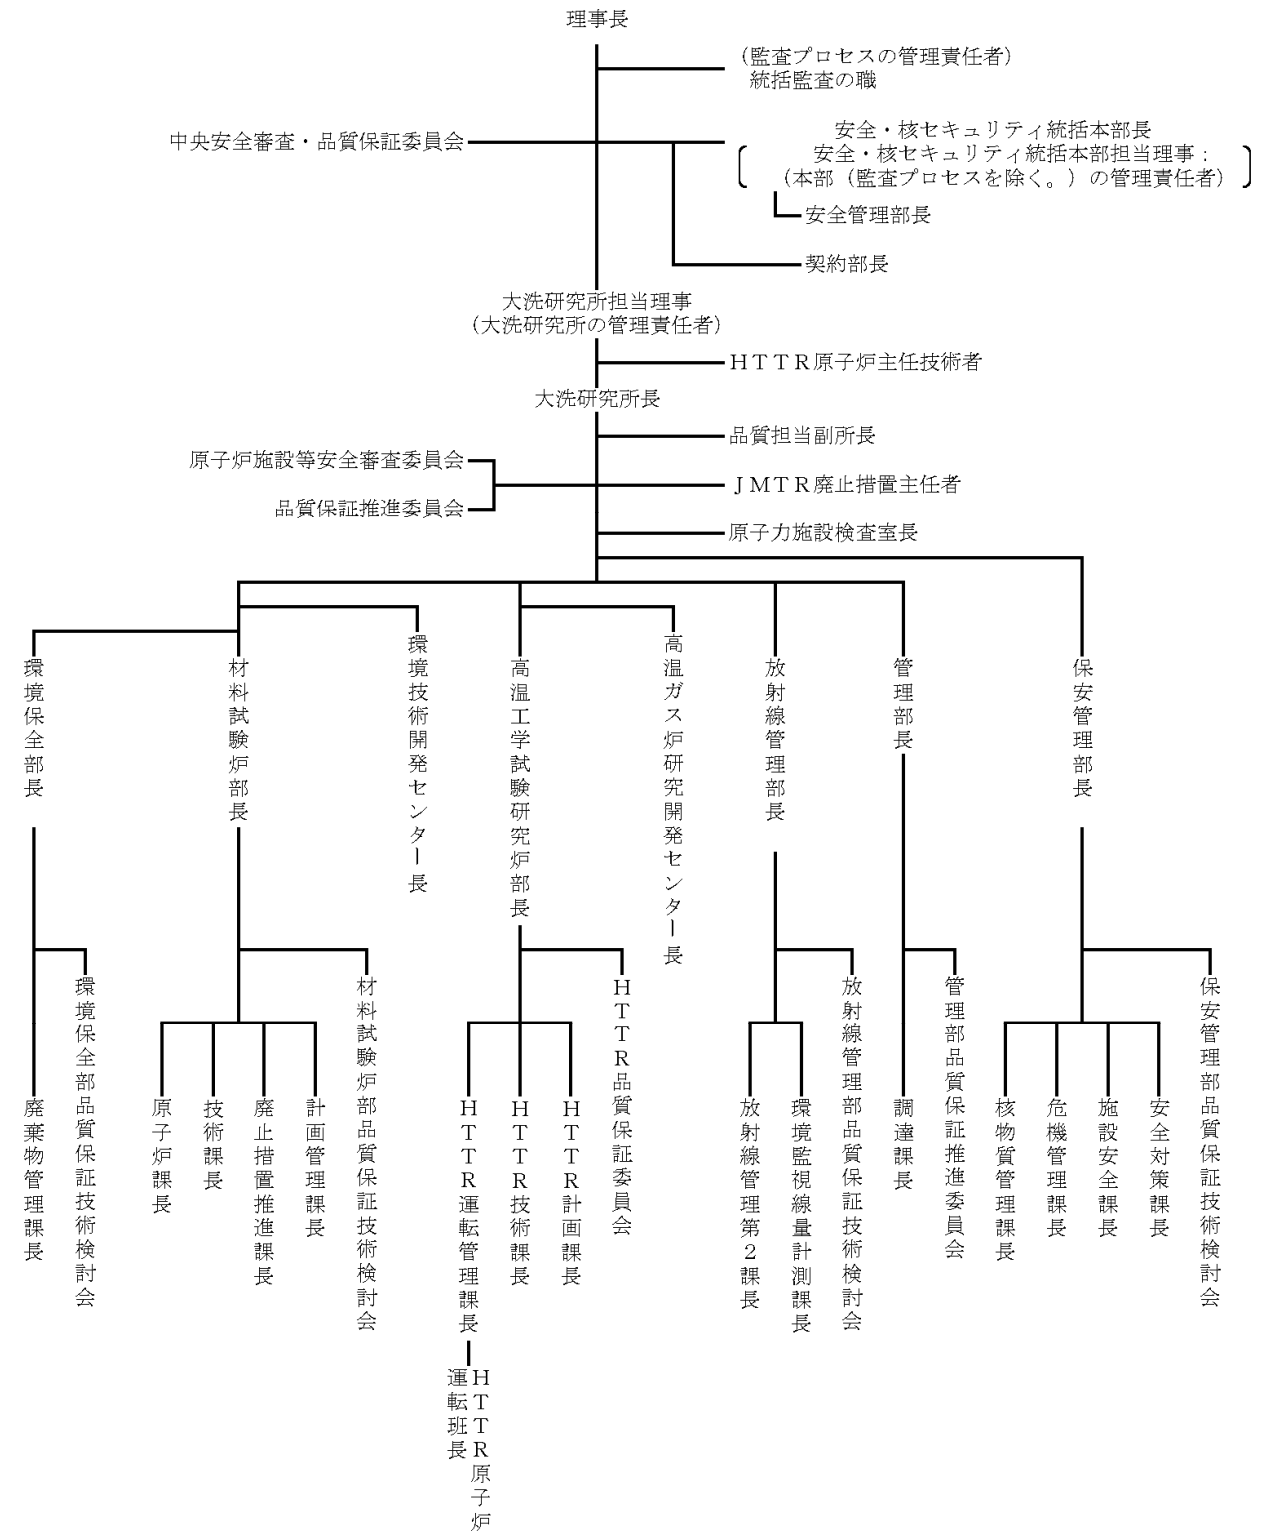 理事長
（監査プロセスの管理責任者）
統括監査の職
中央安全審査・品質保証委員会
安全・核セキュリティ統括本部長
安全・核セキュリティ統括本部担当理事：
（本部（監査プロセスを除く。）の管理責任者）
安全管理部長
契約部長
大洗研究所担当理事
（大洗研究所の管理責任者）
ＨＴＴＲ原子炉主任技術者
大洗研究所長
品質担当副所長
原子炉施設等安全審査委員会
ＪＭＴＲ廃止措置主任者
品質保証推進委員会
原子力施設検査室長
環境保全部長
材料試験炉部長
環境技術開発センター長
高温工学試験研究炉部長
高温ガス炉研究開発センター長
放射線管理部長
管理部長
保安管理部長
廃棄物管理課長
環境保全部品質保証技術検討会
原子炉課長
技術課長
廃止措置推進課長
計画管理課長
材料試験炉部品質保証技術検討会
ＨＴＴＲ運転管理課長
ＨＴＴＲ技術課長
ＨＴＴＲ計画課長
ＨＴＴＲ品質保証委員会
放射線管理第２課長
環境監視線量計測課長
放射線管理部品質保証技術検討会
調達課長
管理部品質保証推進委員会
核物質管理課長
危機管理課長
施設安全課長
安全対策課長
保安管理部品質保証技術検討会
ＨＴＴＲ原子炉
運転班長